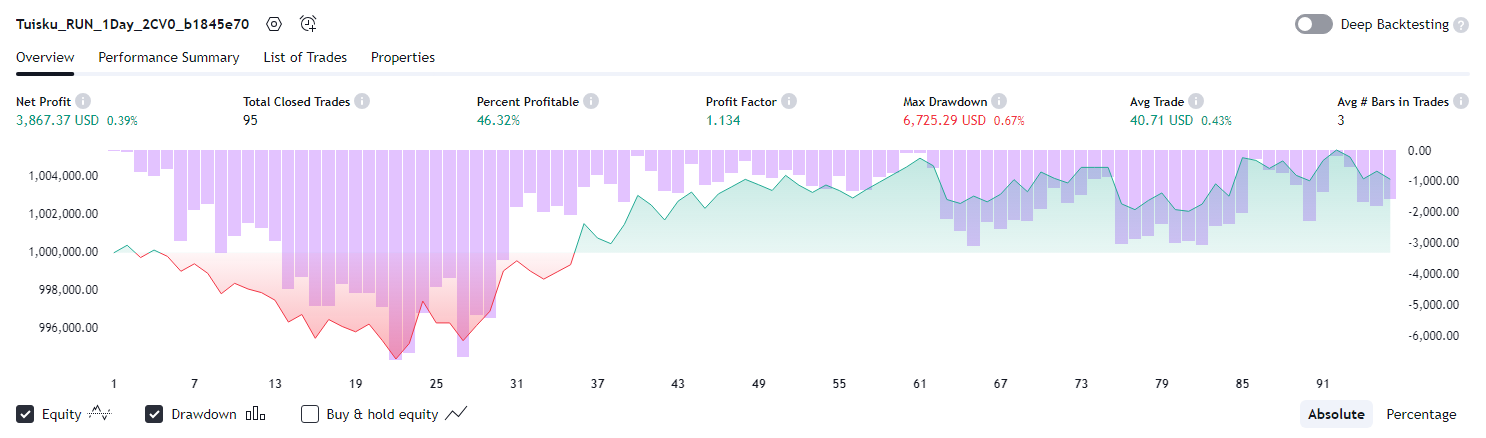 Tuisku_RUN_1Day_2CV0_b1845e70
Deep Backtesting ?
Overview Performance Summary List of Trades Properties
Net Profit Total Closed Trades Percent Profitable Profit Factor Max Drawdown Avg Trade Avg # Bars in Trades
3,867.37 USD 0.39% 95 46.32% 1.134 6,725.29 USD 0.67% 40.71 USD 0.43% 3
0.00
1,004,000.00 -1,000.00
1,002,000.00 -2,000.00
1,000,000.00 -3,000.00
998,000.00 -4,000.00
-5,000.00
996,000.00 -6,000.00
1 7 13 19 25 31 37 43 49 55 61 67 73 79 85 91
Equity Drawdown Buy & hold equity Absolute Percentage